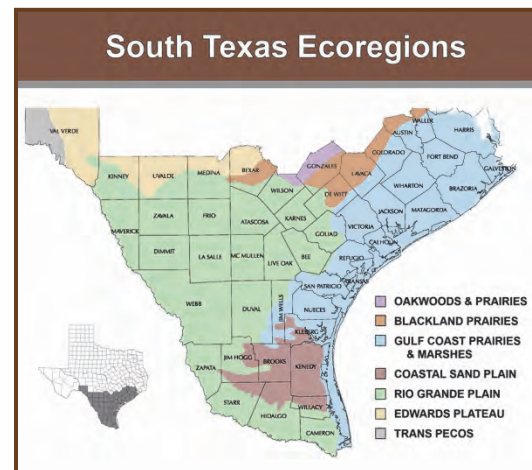 South Texas Ecoregions
VAL VERDE
KINNEY
UVALDE
MEDINA
BEXAR
WILSON
GONZALES
LAVACA
DE WITT
COLORADO
AUSTIN
WALLER
HARRIS
FORT BEND
GALVESTON
BRAZORIA
WHARTON
MATAGORDA
JACKSON
VICTORIA
CALHOUN
GOLIAD
KARNES
ATASCOSA
FRIO
ZAVALA
MAVERICK
DIMMIT
LA SALLE
MC MULLEN
LIVE OAK
BEE
REFUGIO
ARANSAS
SAN PATRICIO
NUECES
JIM WELLS
DUVAL
WEBB
KLEBERG
ZAPATA
JIM HOGG
BROOKS
KENEDY
STARR
HIDALGO
WILLACY
CAMERON
OAKWOODS & PRAIRIES
BLACKLAND PRAIRIES
GULF COAST PRAIRIES
& MARSHES
COASTAL SAND PLAIN
RIO GRANDE PLAIN
EDWARDS PLATEAU
TRANS PECOS